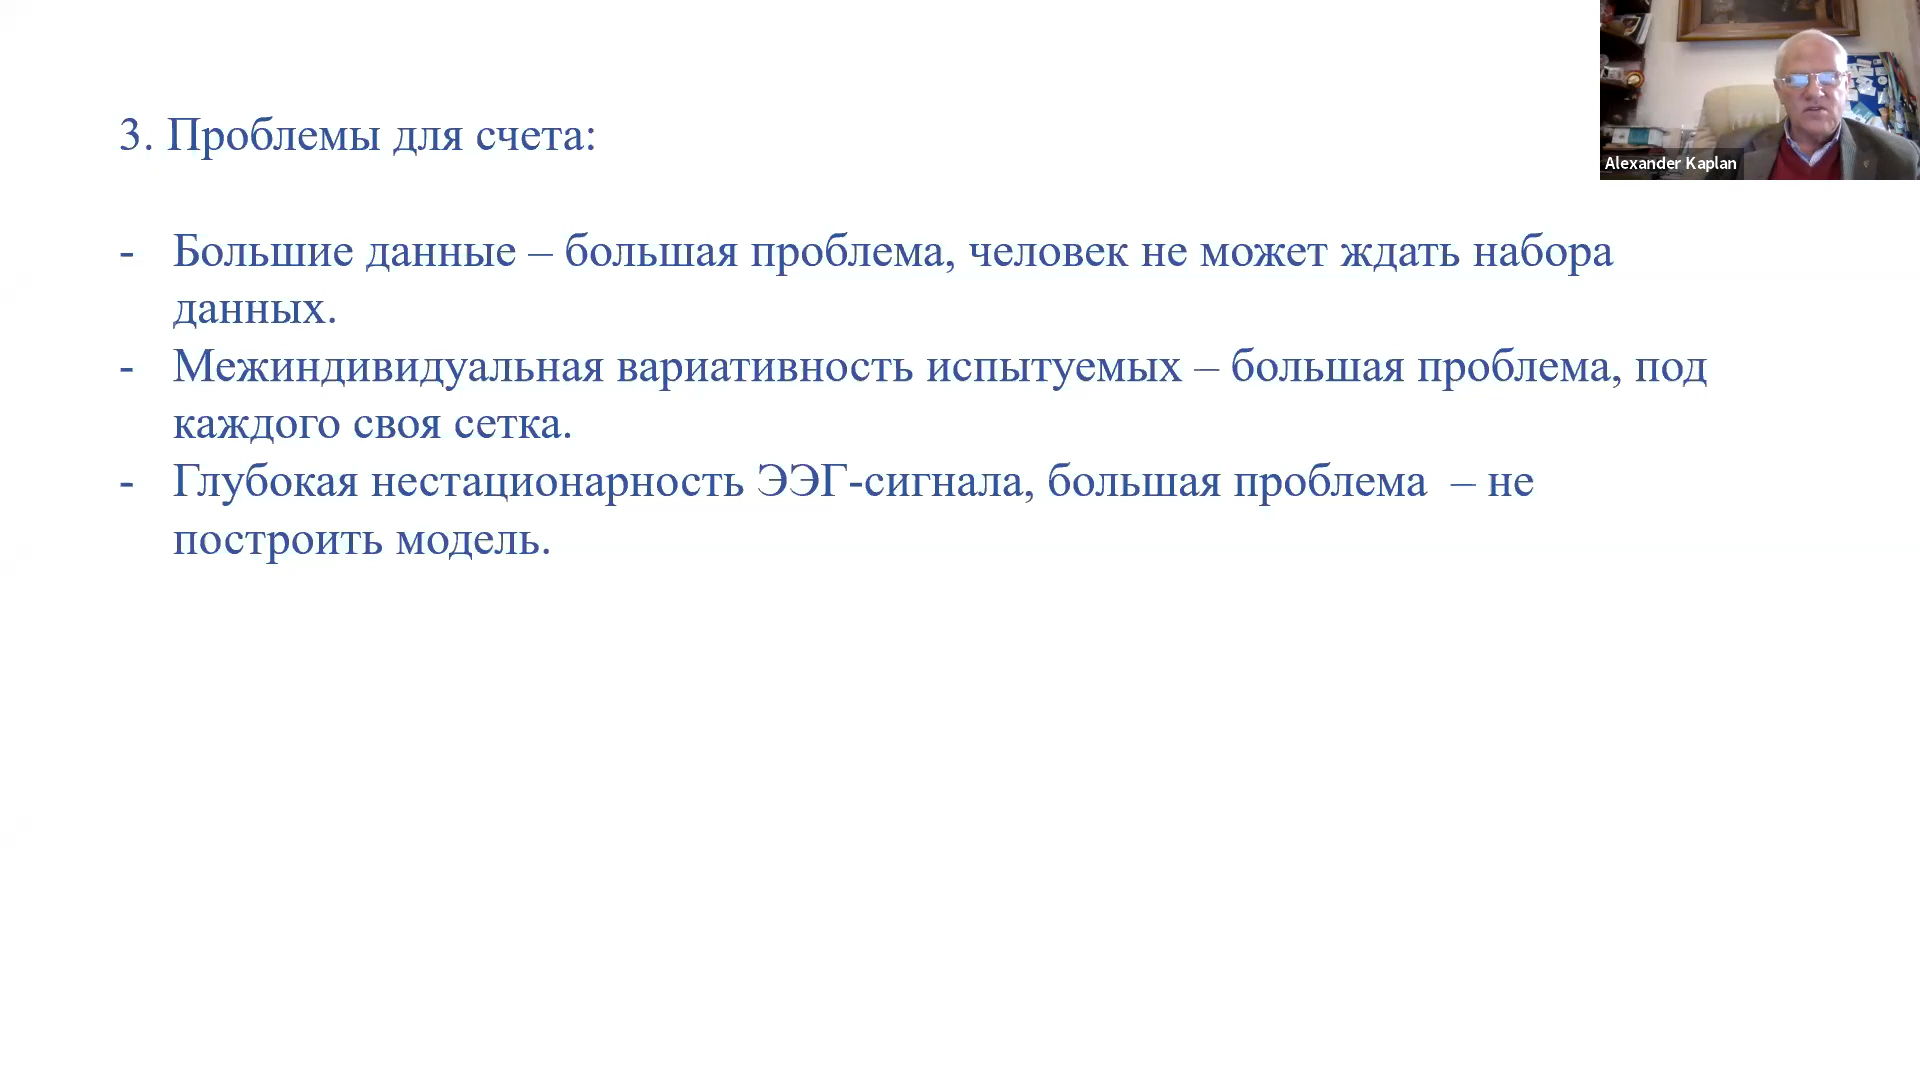 3. Проблемы для счета:
- Большие данные – большая проблема, человек не может ждать набора
данных.
- Межиндивидуальная вариативность испытуемых – большая проблема, под
каждого своя сетка.
- Глубокая нестационарность ЭЭГ-сигнала, большая проблема – не
построить модель.
Alexander Kaplan